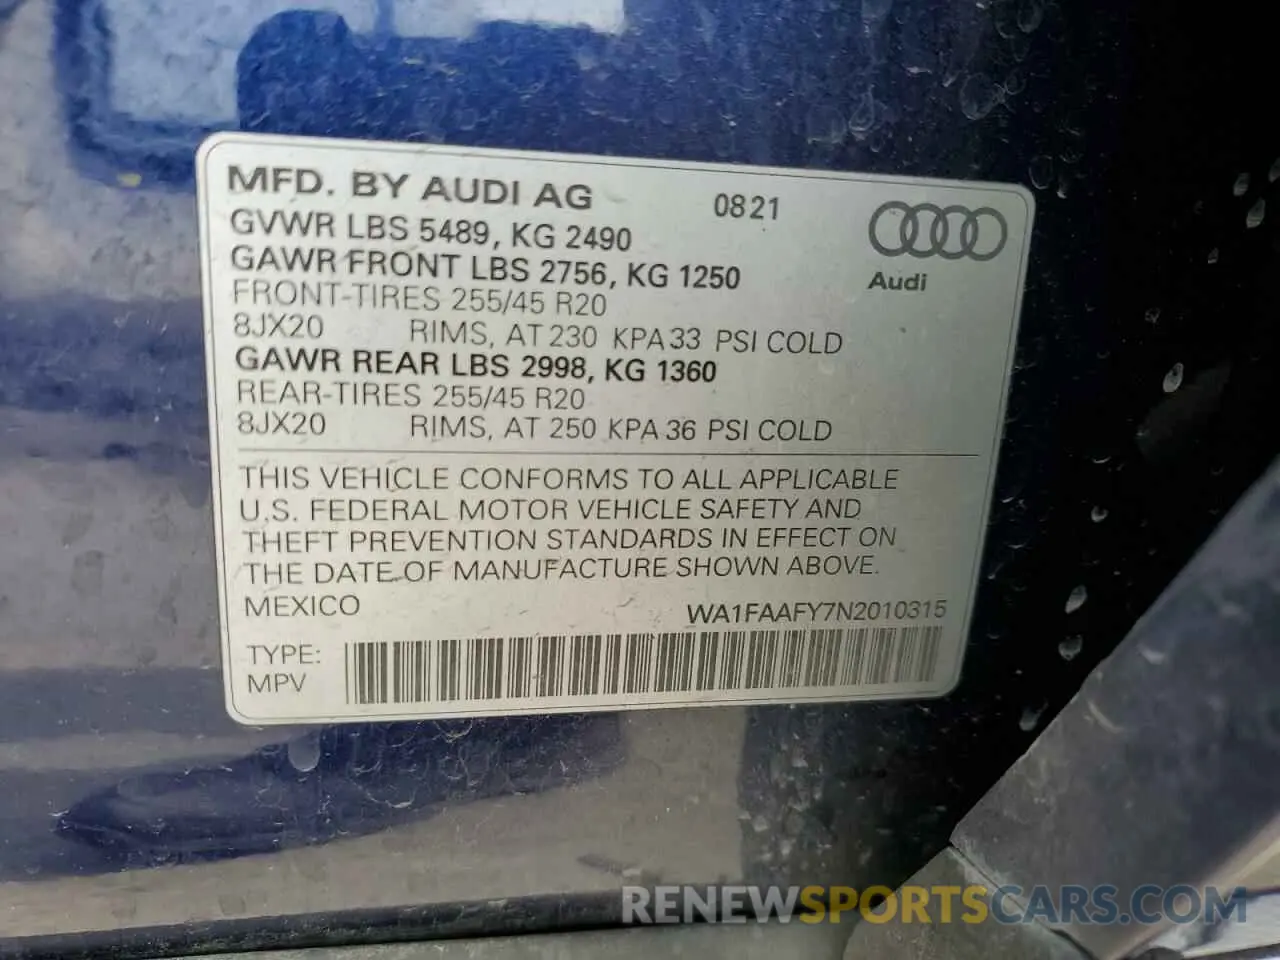 MFD. BY AUDI AG 0821
GVWR LBS 5489, KG 2490
GAWR FRONT LBS 2756, KG 1250
Audi
FRONT-TIRES 255/45 R20
8JX20 RIMS, AT 230 KPA 33 PSI COLD
GAWR REAR LBS 2998, KG 1360
REAR-TIRES 255/45 R20
8JX20 RIMS, AT 250 KPA 36 PSI COLD
THIS VEHICLE CONFORMS TO ALL APPLICABLE
U.S. FEDERAL MOTOR VEHICLE SAFETY AND
THEFT PREVENTION STANDARDS IN EFFECT ON
THE DATE OF MANUFACTURE SHOWN ABOVE.
MEXICO WA1FAAFY7N2010315
TYPE:
MPV
RENEWSPORTSCARS.COM